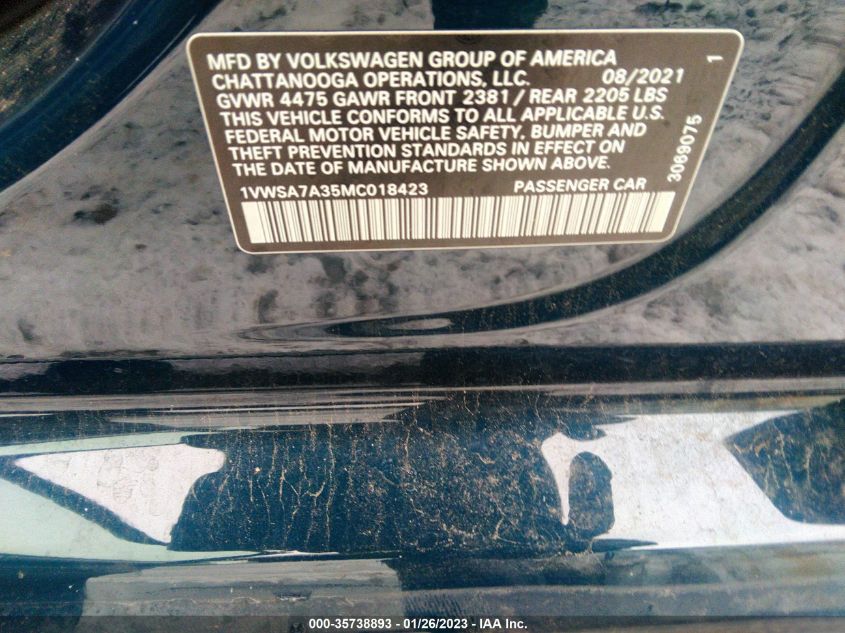 MFD BY VOLKSWAGEN GROUP OF AMERICA
CHATTANOOGA OPERATIONS, LLC. 08/2021
GVWR 4475 GAWR FRONT 2381 / REAR 2205 LBS
THIS VEHICLE CONFORMS TO ALL APPLICABLE U.S.
FEDERAL MOTOR VEHICLE SAFETY, BUMPER AND
THEFT PREVENTION STANDARDS IN EFFECT ON
THE DATE OF MANUFACTURE SHOWN ABOVE.
1VWSA7A35MC018423 PASSENGER CAR
3069075
1
000-35738893 - 01/26/2023 - IAA Inc.